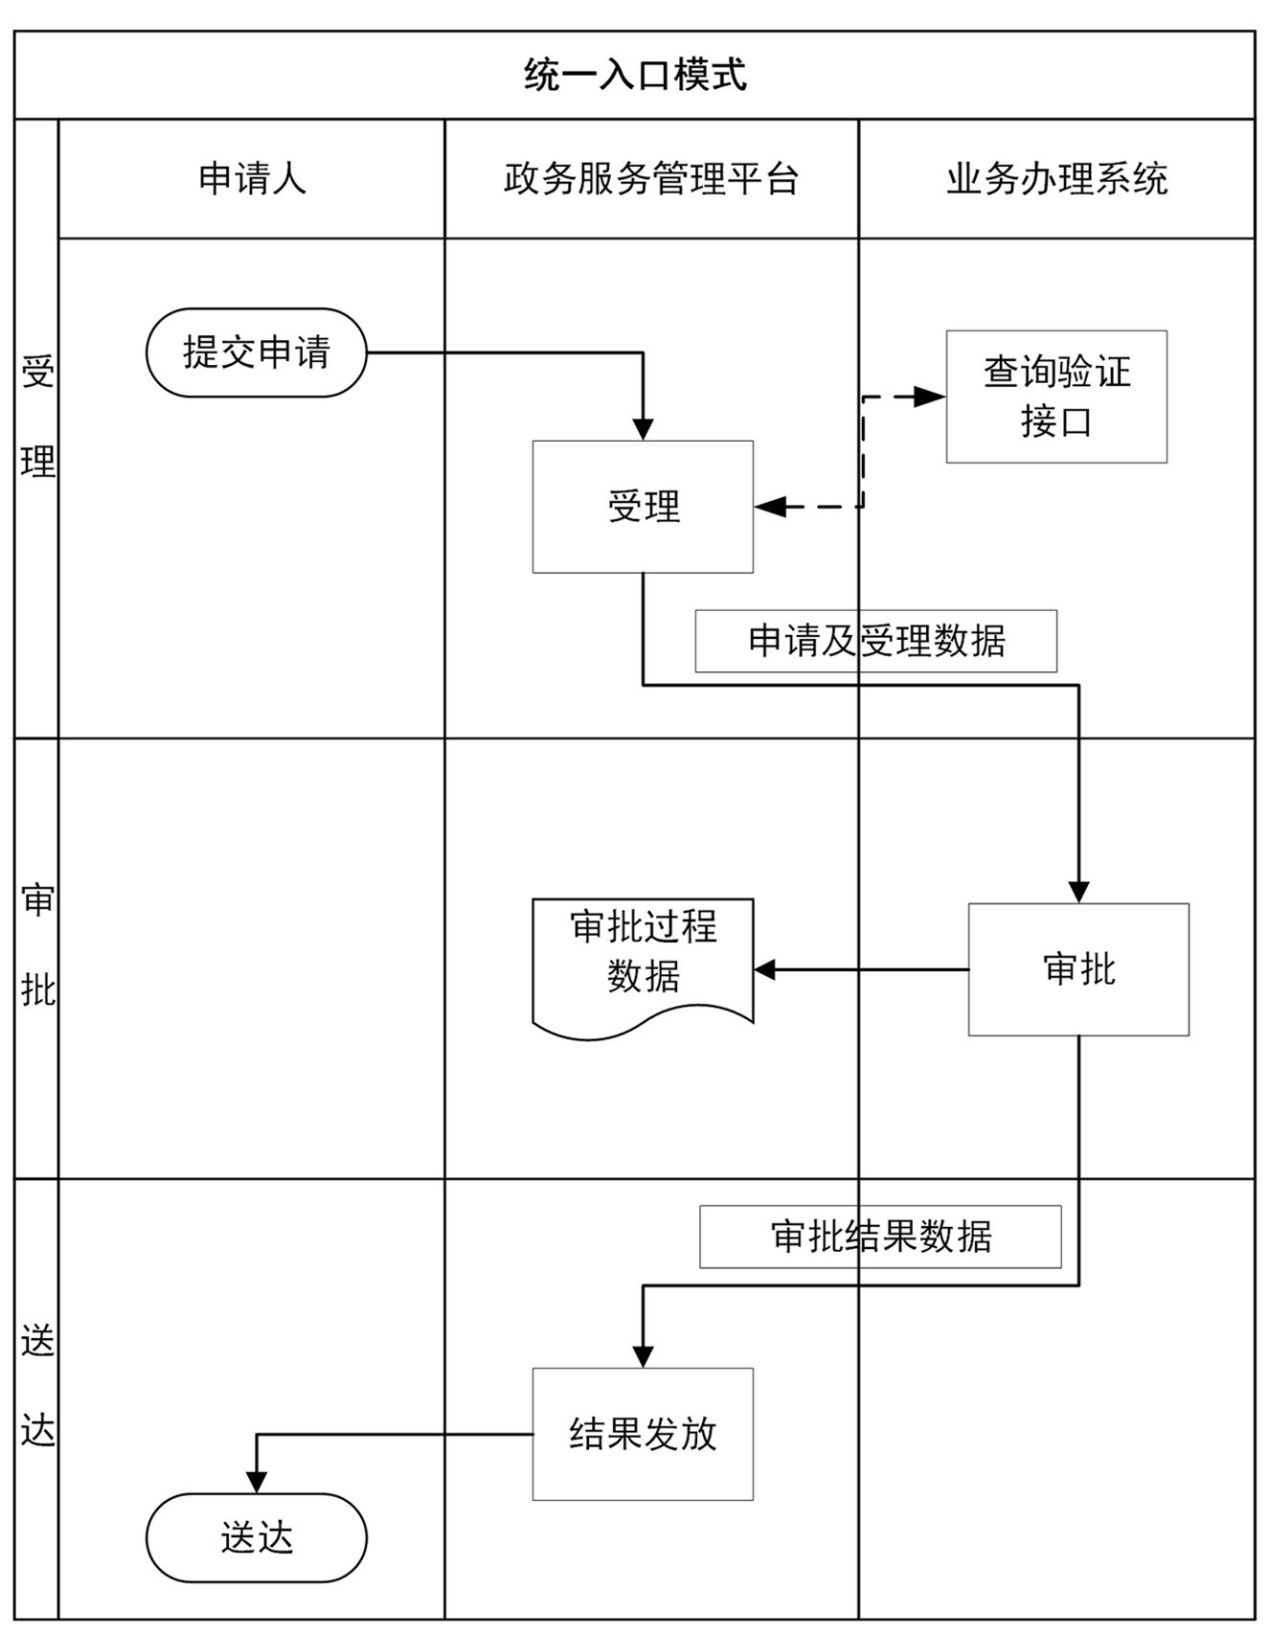 统一入口模式
申请人
政务服务管理平台
业务办理系统
受
理
提交申请
查询验证
接口
受理
申请及受理数据
审
批
审批过程
数据
审批
审批结果数据
送
达
结果发放
送达